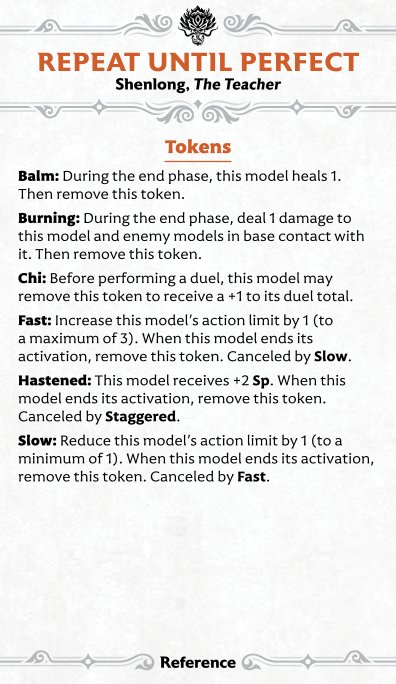 REPEAT UNTIL PERFECT
Shenlong, The Teacher
Tokens
Balm: During the end phase, this model heals 1.
Then remove this token.
Burning: During the end phase, deal 1 damage to
this model and enemy models in base contact with
it. Then remove this token.
Chi: Before performing a duel, this model may
remove this token to receive a +1 to its duel total.
Fast: Increase this model’s action limit by 1 (to
a maximum of 3). When this model ends its
activation, remove this token. Canceled by Slow.
Hastened: This model receives +2 Sp. When this
model ends its activation, remove this token.
Canceled by Staggered.
Slow: Reduce this model’s action limit by 1 (to a
minimum of 1). When this model ends its activation,
remove this token. Canceled by Fast.
Reference